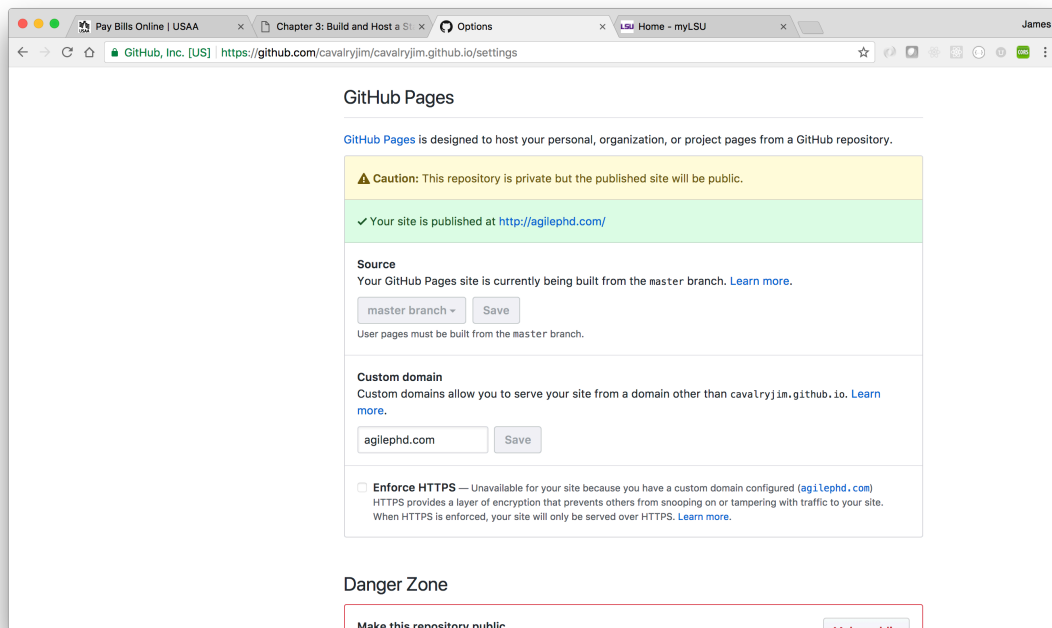 Pay Bills Online | USAA
Chapter 3: Build and Host a St
Options
LSU Home - myLSU
James
GitHub, Inc. [US] https://github.com/cavalryjim/cavalryjim.github.io/settings
GitHub Pages
GitHub Pages is designed to host your personal, organization, or project pages from a GitHub repository.
Caution: This repository is private but the published site will be public.
Your site is published at http://agilephd.com/
Source
Your GitHub Pages site is currently being built from the master branch. Learn more.
master branch Save
User pages must be built from the master branch.
Custom domain
Custom domains allow you to serve your site from a domain other than cavalryjim.github.io. Learn
more.
agilephd.com Save
Enforce HTTPS — Unavailable for your site because you have a custom domain configured (agilephd.com)
HTTPS provides a layer of encryption that prevents others from snooping on or tampering with traffic to your site.
When HTTPS is enforced, your site will only be served over HTTPS. Learn more.
Danger Zone
Make this repository public